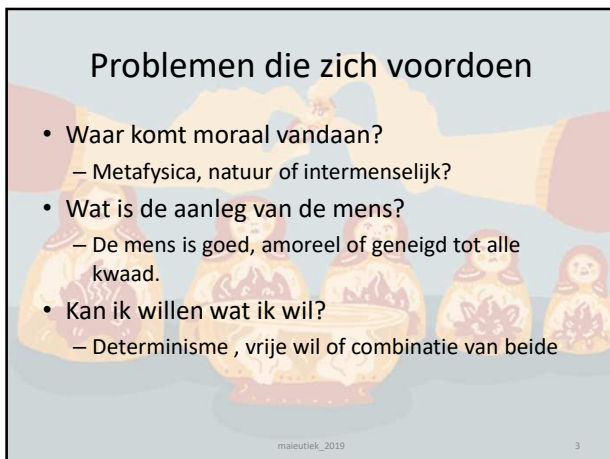 Problemen die zich voordoen
• Waar komt moraal vandaan?
– Metafysica, natuur of intermenselijk?
• Wat is de aanleg van de mens?
– De mens is goed, amoreel of geneigd tot alle
kwaad.
• Kan ik willen wat ik wil?
– Determinisme , vrije wil of combinatie van beide
maieutiek_2019
3